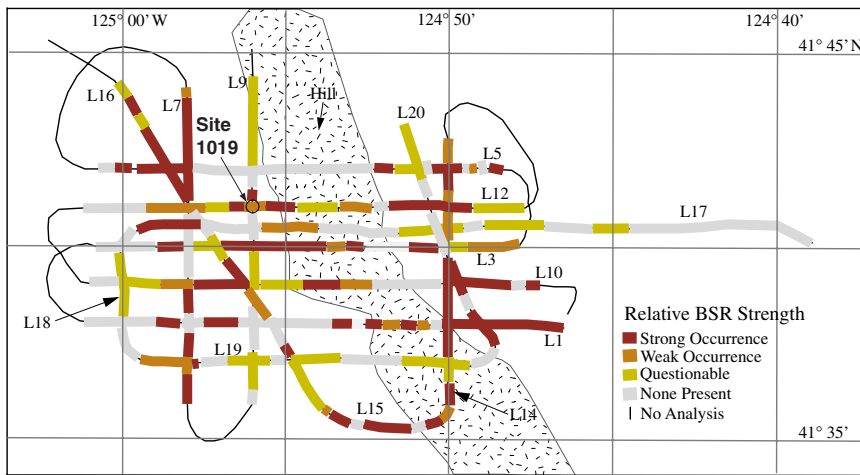 125° 00' W
124° 50'
124° 40'
41° 45' N
L16
L7
L9
Hill
L20
Site
1019
L5
L12
L17
L3
L10
L18
L1
L19
L15
L14
Relative BSR Strength
Strong Occurrence
Weak Occurrence
Questionable
None Present
No Analysis
41° 35'